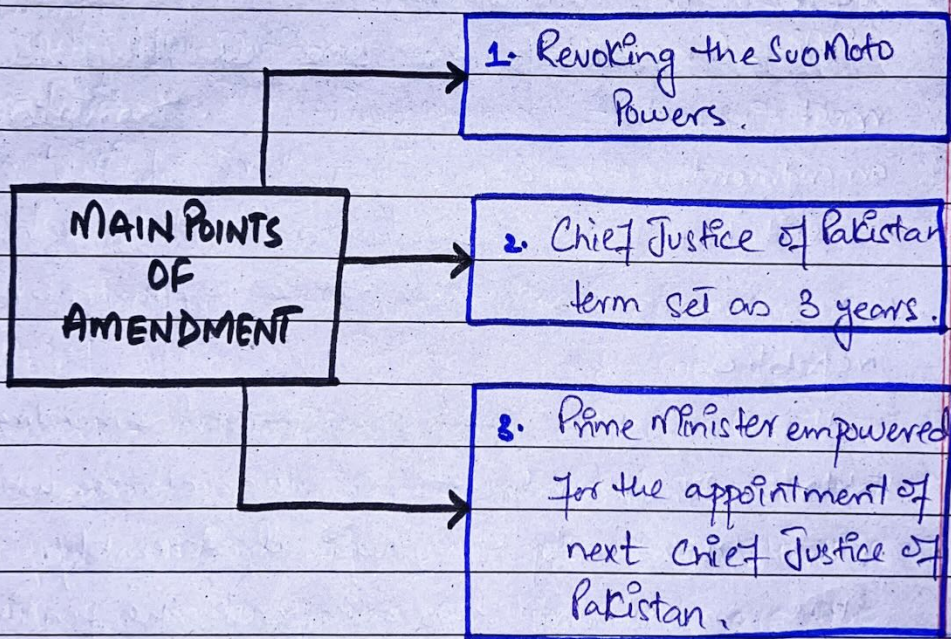 MAIN POINTS
OF
AMENDMENT
1. Revoking the SuoMoto
Powers.
2. Chief Justice of Pakistan
term set as 3 years.
3. Prime Minister empowered
for the appointment of
next Chief Justice of
Pakistan.